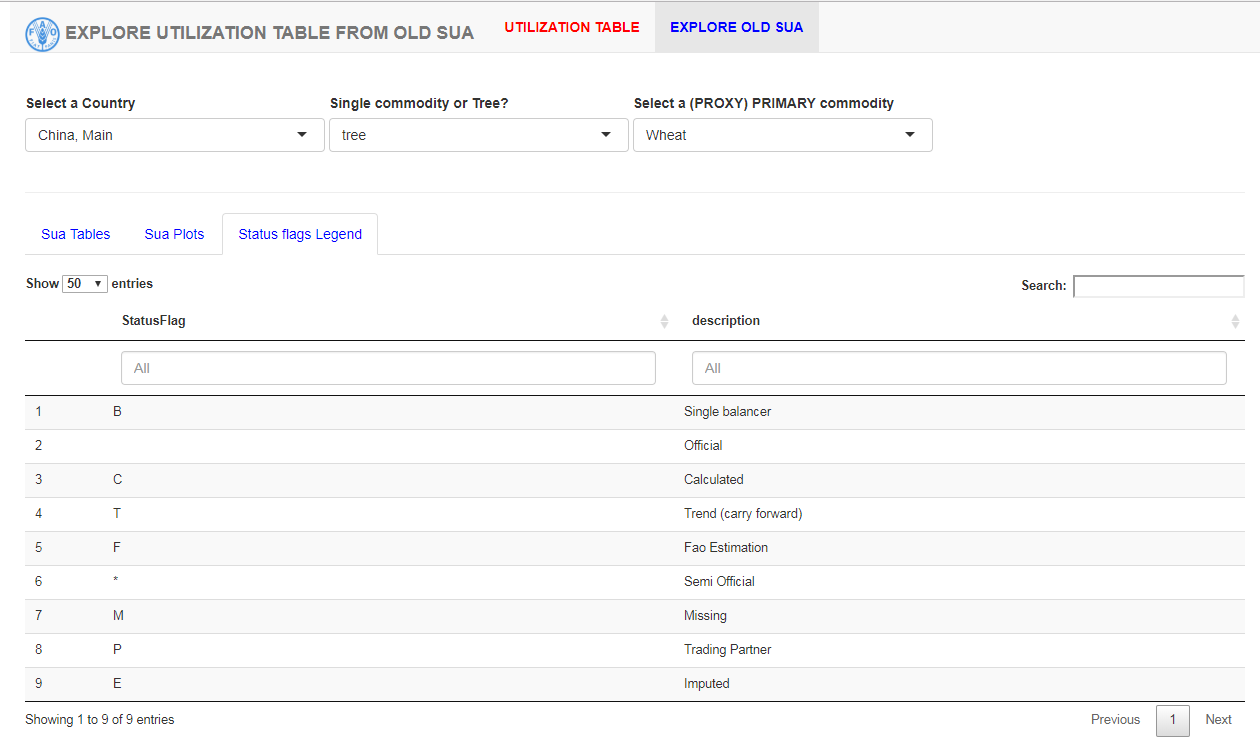 FAO FIAT PANIS EXPLORE UTILIZATION TABLE FROM OLD SUA UTILIZATION TABLE EXPLORE OLD SUA
Select a Country Single commodity or Tree? Select a (PROXY) PRIMARY commodity
China, Main tree Wheat
Sua Tables Sua Plots Status flags Legend
Show 50 entries Search:
StatusFlag description
All All
1 B Single balancer
2 Official
3 C Calculated
4 T Trend (carry forward)
5 F Fao Estimation
6 * Semi Official
7 M Missing
8 P Trading Partner
9 E Imputed
Showing 1 to 9 of 9 entries Previous 1 Next